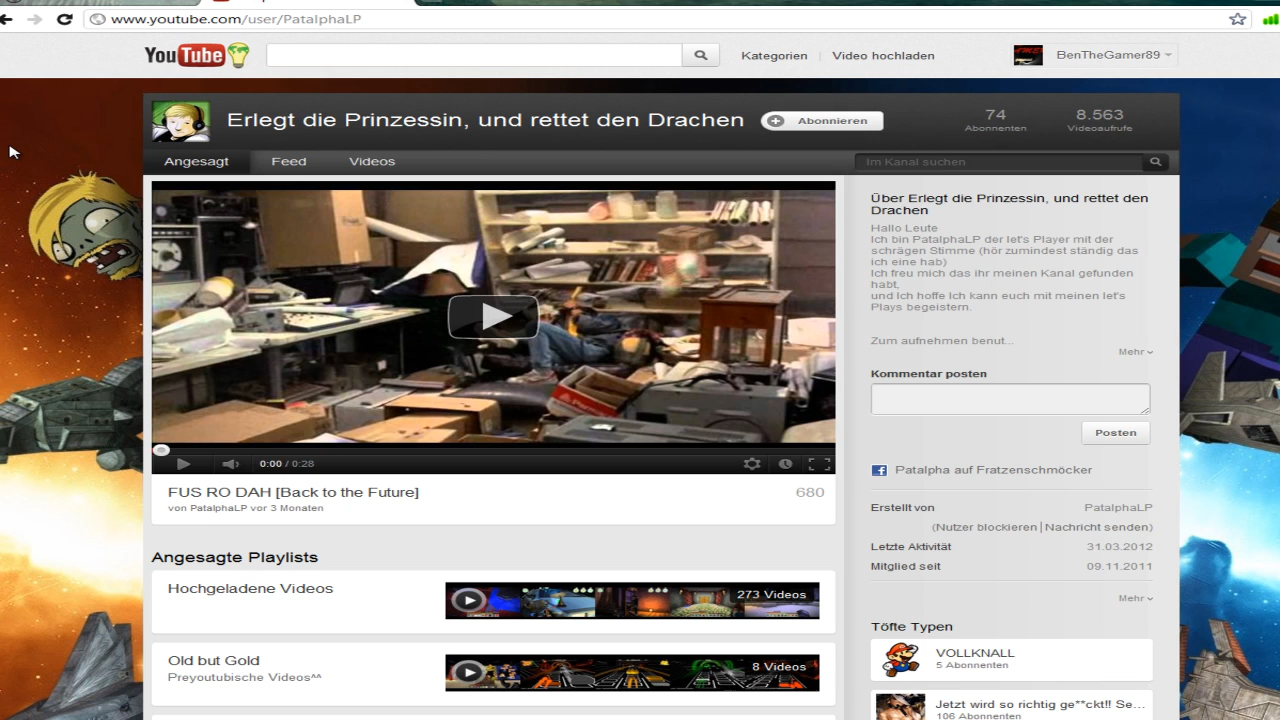 www.youtube.com/user/PatalphaLP
YouTube
Kategorien
Video hochladen
BenTheGamer89
Erlegt die Prinzessin, und rettet den Drachen
Abonnieren
74
Abonnenten
8.563
Videoaufrufe
Angesagt
Feed
Videos
Im Kanal suchen
0:00 / 0:28
FUS RO DAH [Back to the Future]
680
von PatalphaLP vor 3 Monaten
Angesagte Playlists
Hochgeladene Videos
273 Videos
Old but Gold
Preyoutubische Videos^^
8 Videos
Über Erlegt die Prinzessin, und rettet den
Drachen
Hallo Leute
Ich bin PatalphaLP der let's Player mit der
schrägen Stimme (hör zumindest ständig das
ich eine hab)
Ich freu mich das ihr meinen Kanal gefunden
habt,
und Ich hoffe Ich kann euch mit meinen let's
Plays begeistern.
Zum aufnehmen benut...
Mehr
Kommentar posten
Posten
Patalpha auf Fratzenschmöcker
Erstellt von
PatalphaLP
(Nutzer blockieren | Nachricht senden)
Letzte Aktivität
31.03.2012
Mitglied seit
09.11.2011
Mehr
Töfte Typen
VOLLKNALL
5 Abonnenten
Jetzt wird so richtig ge**ckt!! Se...
106 Abonnenten